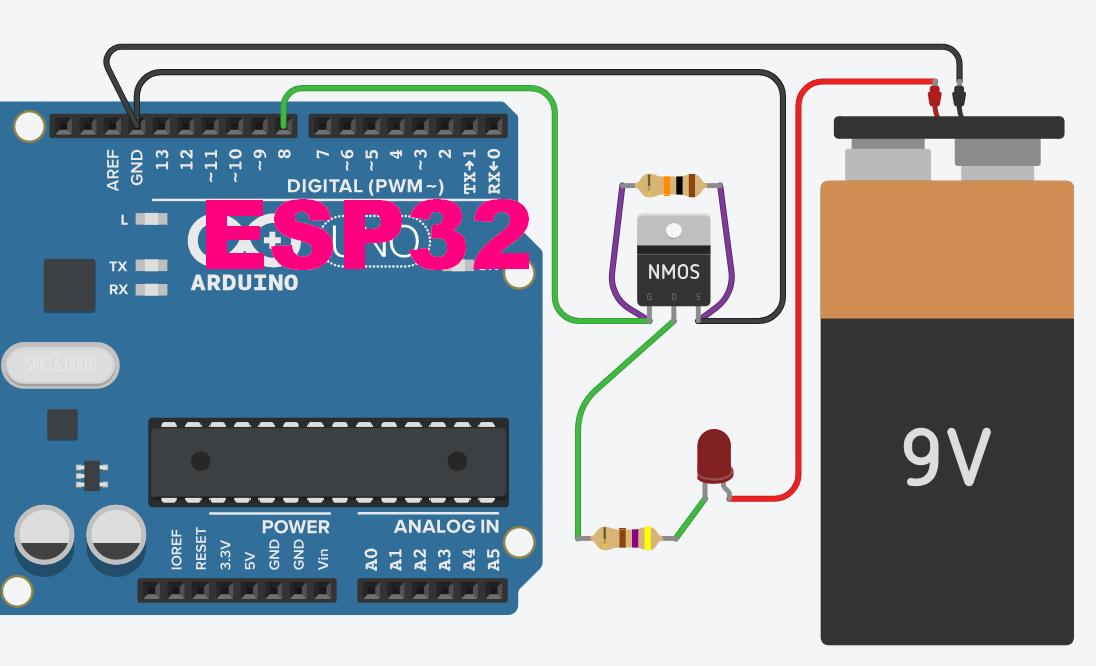 AREF
GND
13
12
~11
~10
~9
8
7
~6
~5
4
~3
2
TX→1
RX←0
DIGITAL (PWM~)
L
ESP32
UNO
TX
RX
ARDUINO
SPK16.000G
NMOS
G D S
9V
POWER
ANALOG IN
IOREF
RESET
3.3V
5V
GND
GND
Vin
A0
A1
A2
A3
A4
A5